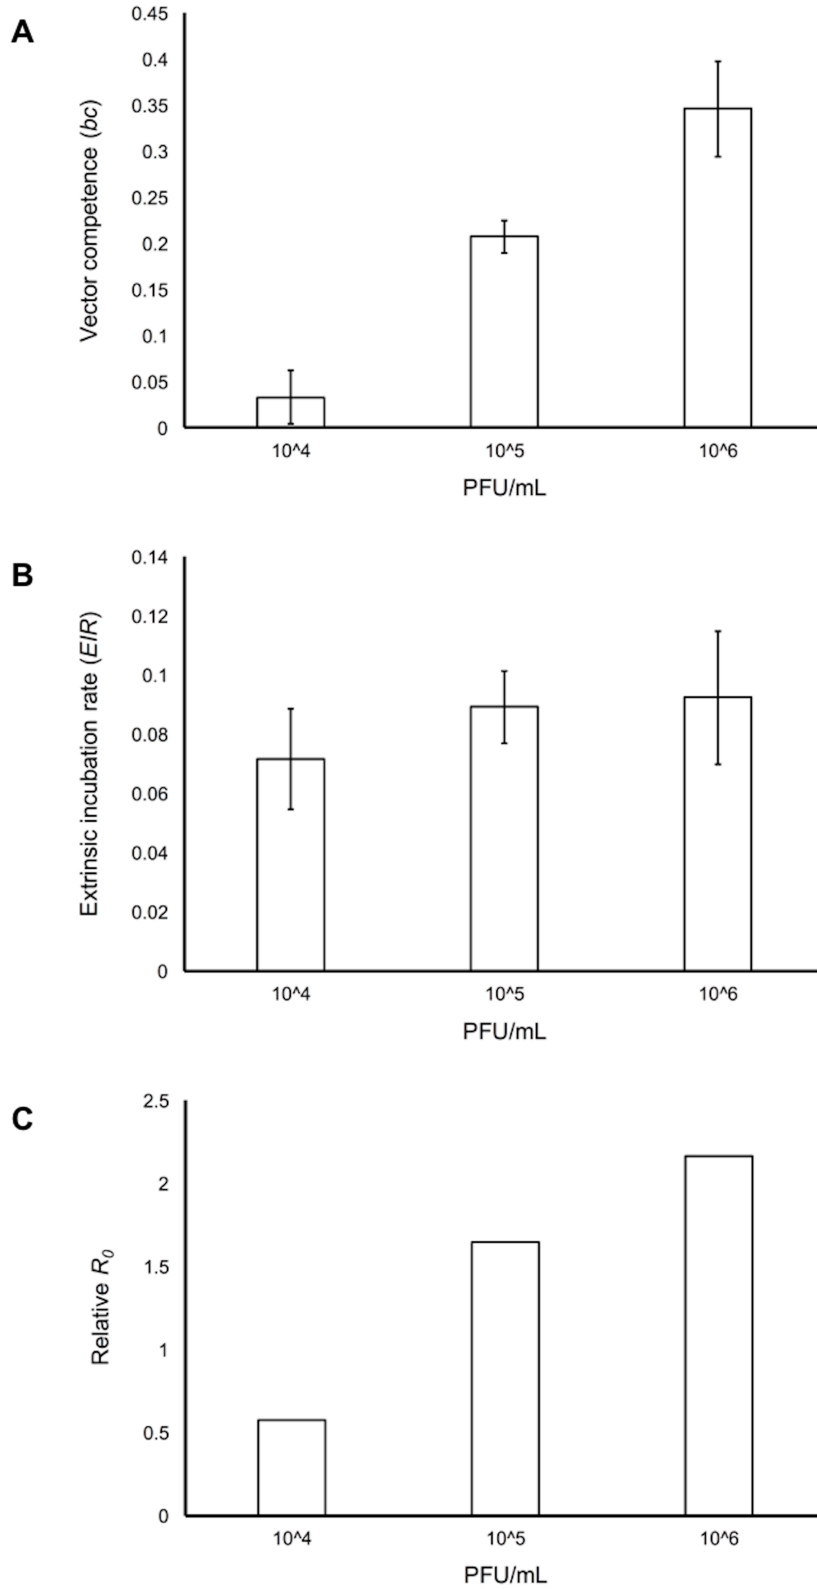 A
Vector competence (bc)
0.45
0.4
0.35
0.3
0.25
0.2
0.15
0.1
0.05
0
10^4 10^5 10^6
PFU/mL
B
Extrinsic incubation rate (EIR)
0.14
0.12
0.1
0.08
0.06
0.04
0.02
0
10^4 10^5 10^6
PFU/mL
C
Relative R0
2.5
2
1.5
1
0.5
0
10^4 10^5 10^6
PFU/mL